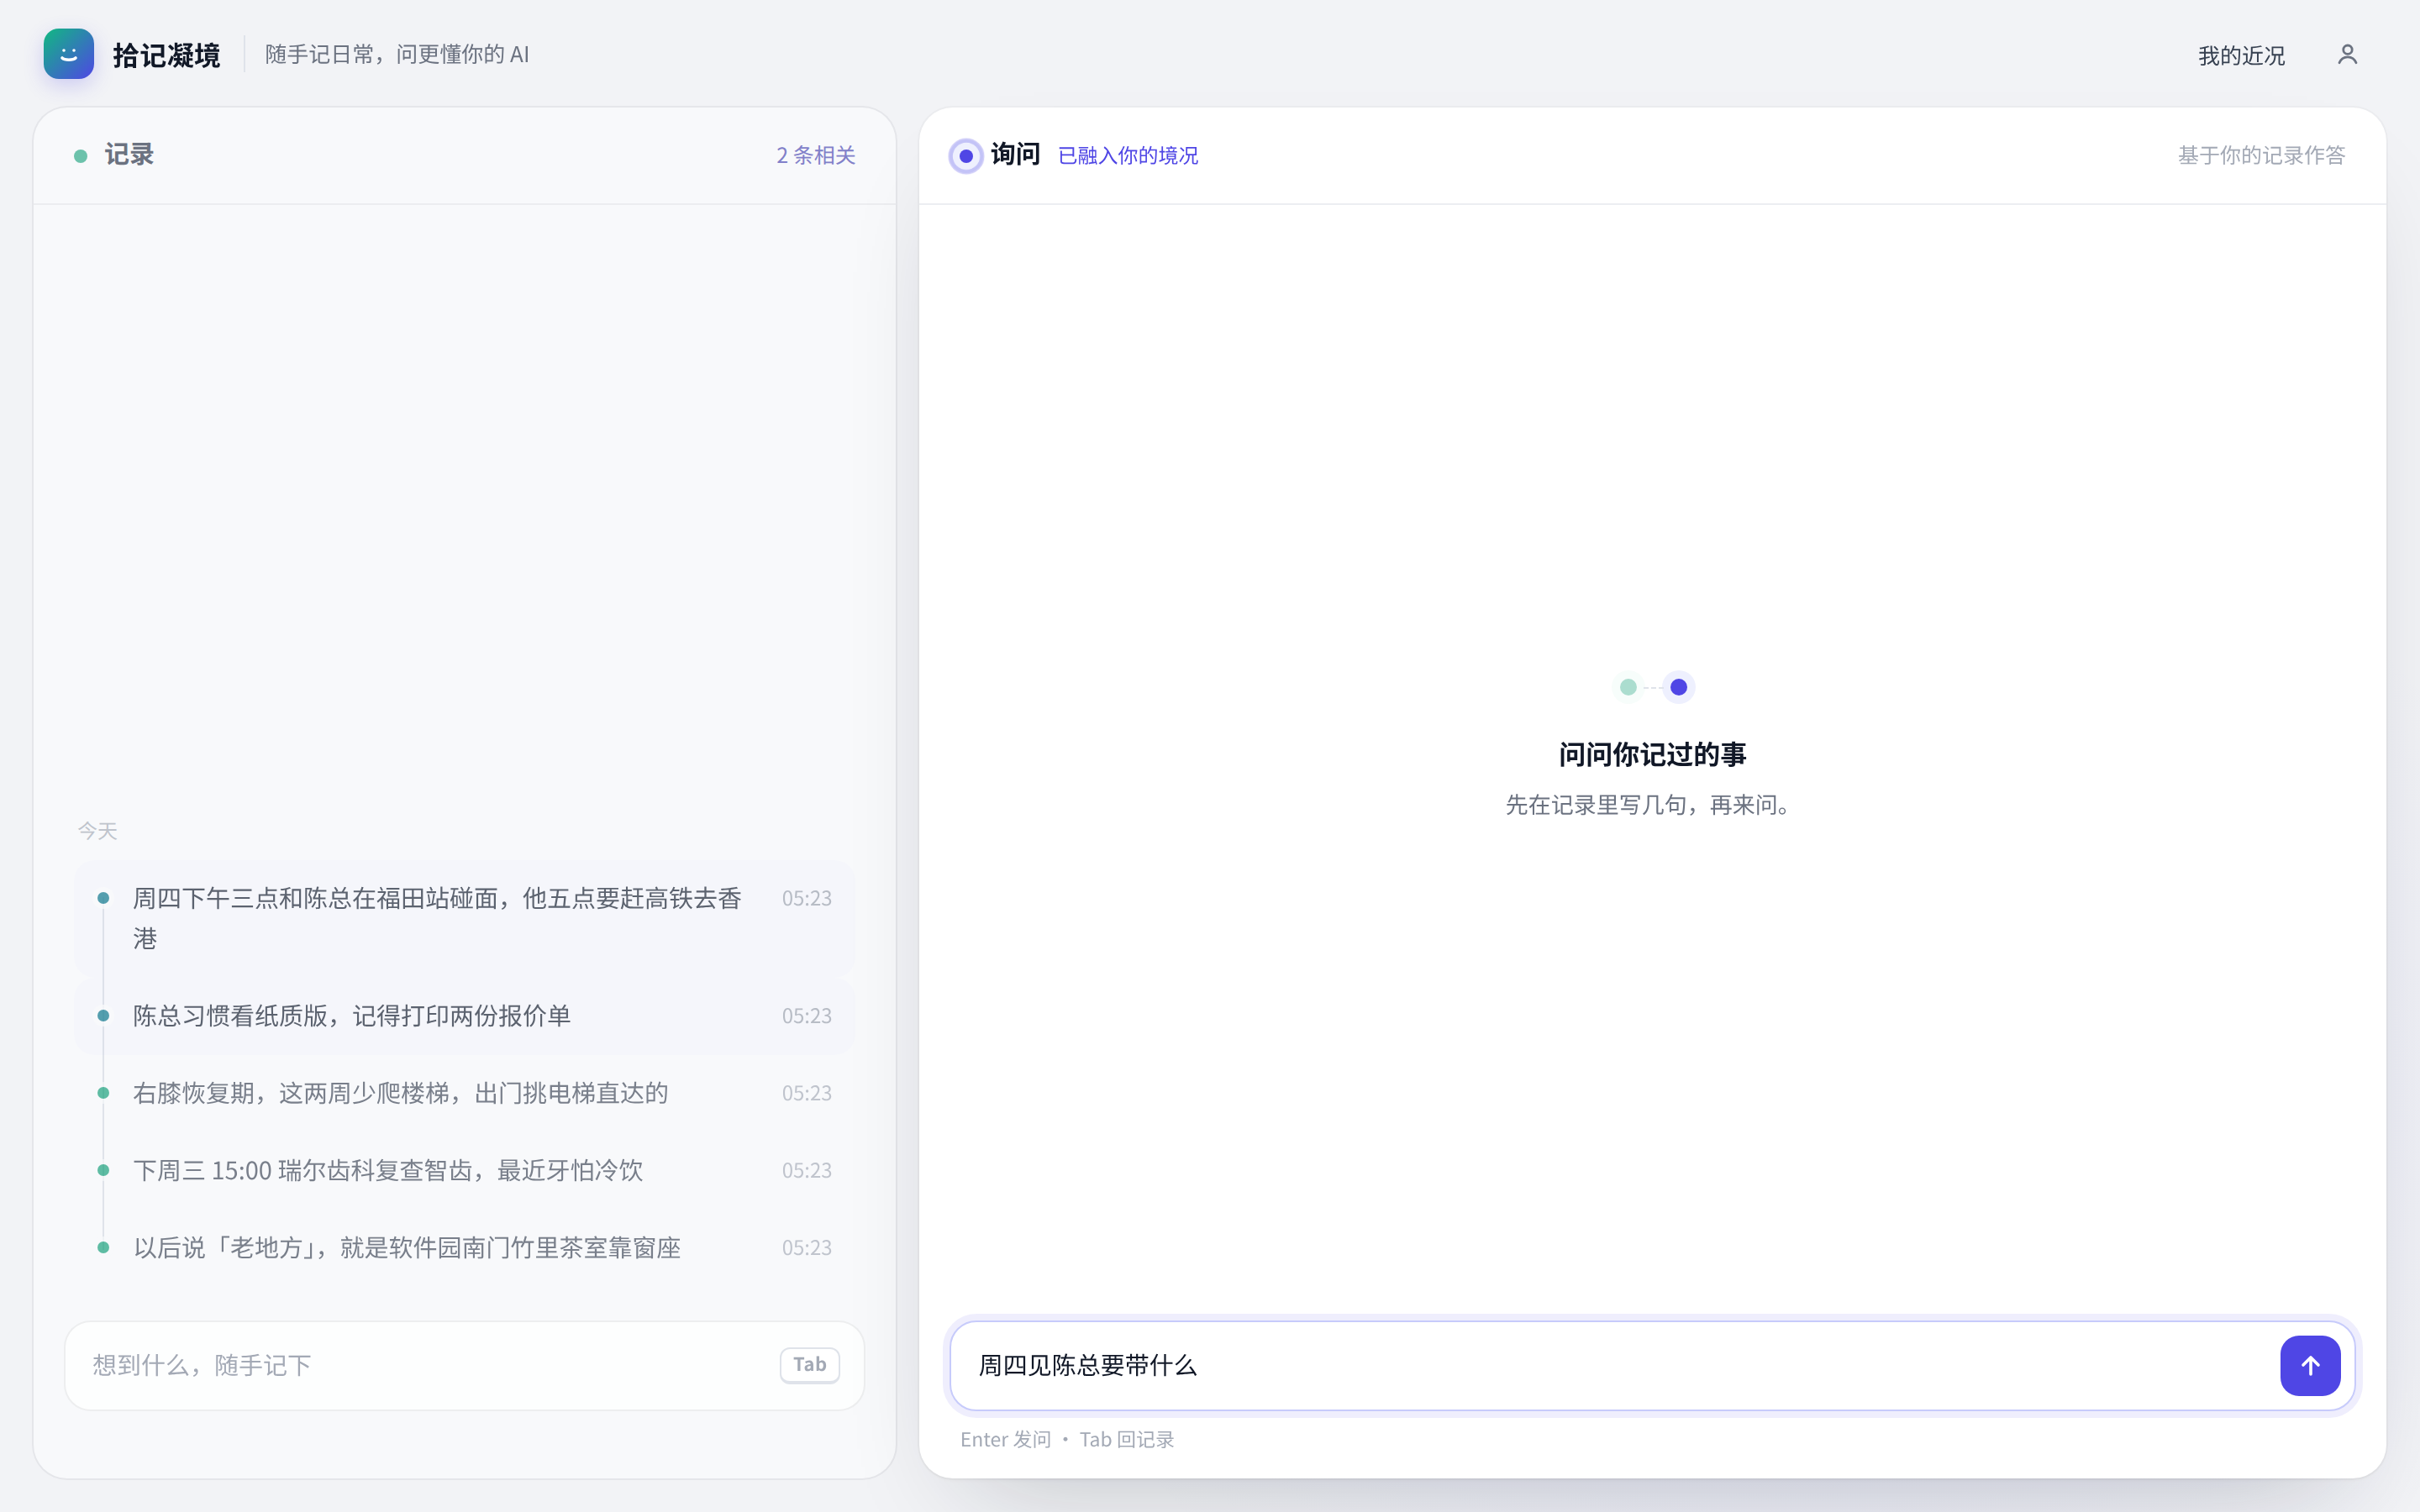 拾记凝境
随手记日常，问更懂你的 AI
我的近况
记录
2 条相关
今天
周四下午三点和陈总在福田站碰面，他五点要赶高铁去香
港
05:23
陈总习惯看纸质版，记得打印两份报价单
05:23
右膝恢复期，这两周少爬楼梯，出门挑电梯直达的
05:23
下周三 15:00 瑞尔齿科复查智齿，最近牙怕冷饮
05:23
以后说「老地方」，就是软件园南门竹里茶室靠窗座
05:23
想到什么，随手记下
Tab
询问
已融入你的境况
基于你的记录作答
问问你记过的事
先在记录里写几句，再来问。
周四见陈总要带什么
Enter 发问 · Tab 回记录